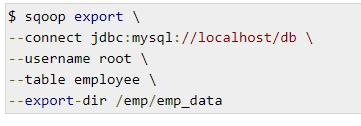 $ sqoop export \
--connect jdbc:mysql://localhost/db \
--username root \
--table employee \
--export-dir /emp/emp_data